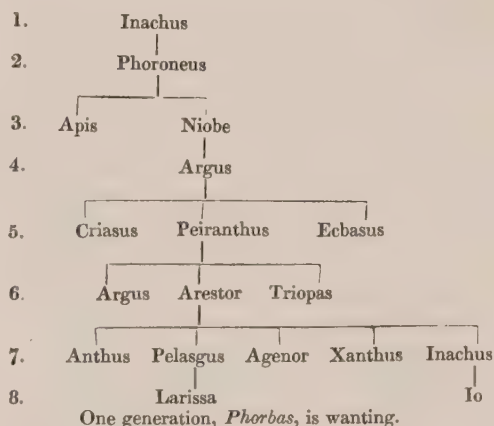 1. Inachus
2. Phoroneus
3. Apis Niobe
4. Argus
5. Criasus Peiranthus Ecbasus
6. Argus Arestor Triopas
7. Anthus Pelasgus Agenor Xanthus Inachus
8. Larissa Io
One generation, Phorbas, is wanting.